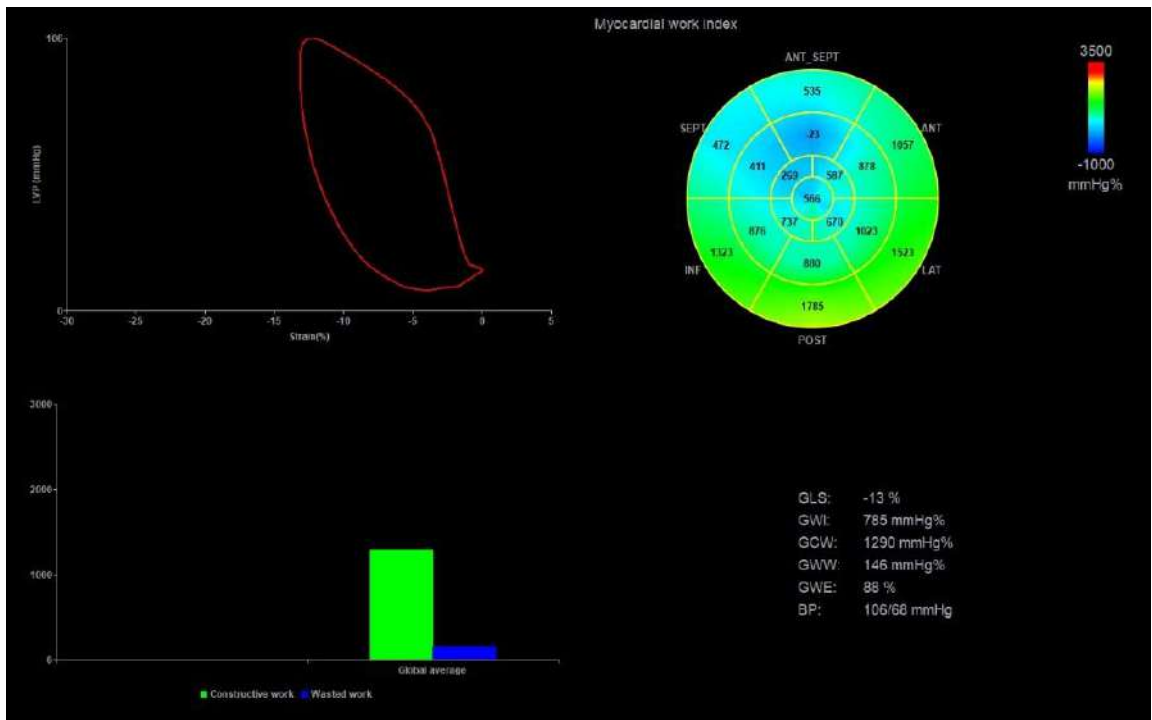 Myocardial work index
106
LVP (mmHg)
0
-30 -25 -20 -15 -10 -5 0 5
Strain(%)
ANT_SEPT
535
SEPT
ANT
472
-23
1057
411
878
269
587
566
737
670
876
1023
1323
880
1523
INF
LAT
1785
POST
3500
-1000
mmHg%
3000
2000
1000
0
Global average
Constructive work Wasted work
GLS: -13 %
GWI: 785 mmHg%
GCW: 1290 mmHg%
GWW: 146 mmHg%
GWE: 88 %
BP: 106/68 mmHg